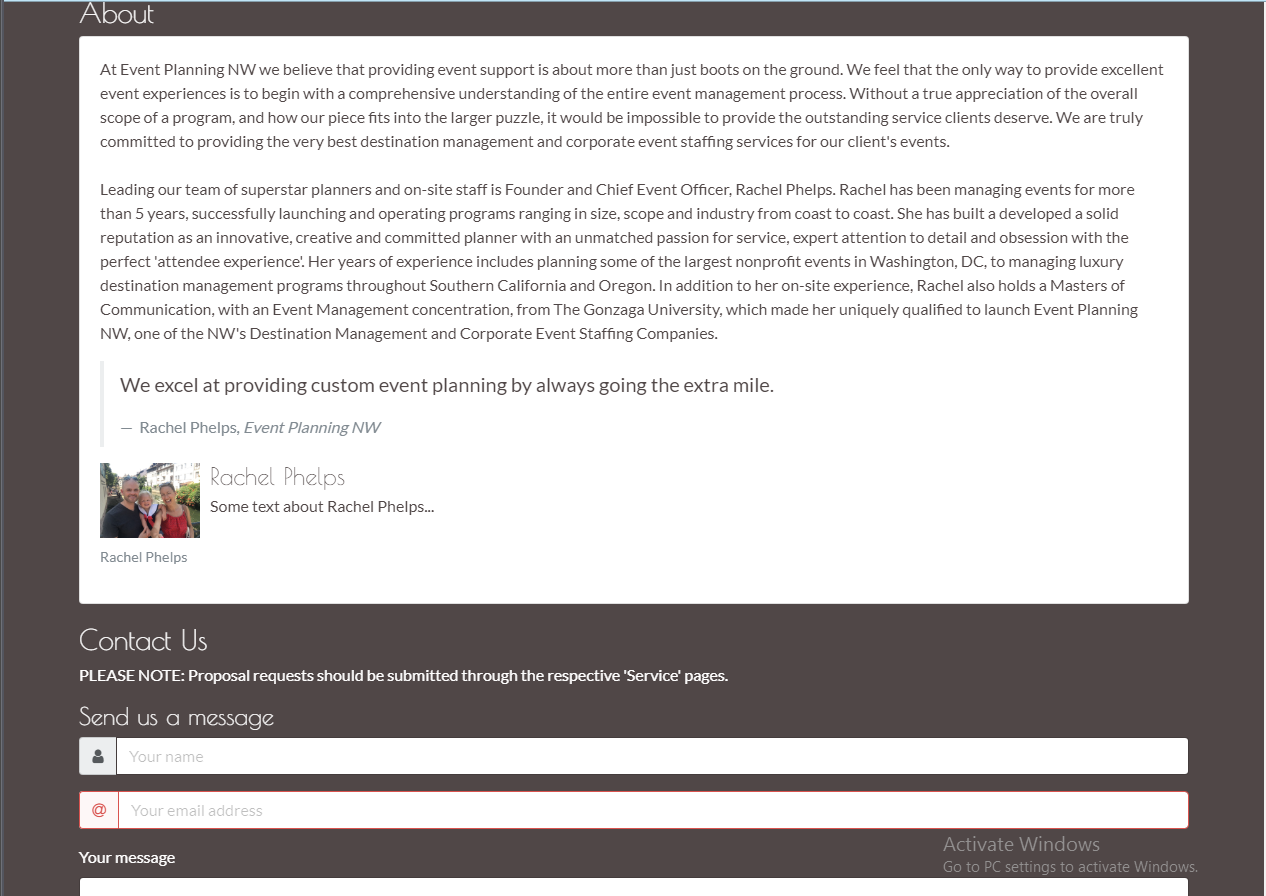 About
At Event Planning NW we believe that providing event support is about more than just boots on the ground. We feel that the only way to provide excellent
event experiences is to begin with a comprehensive understanding of the entire event management process. Without a true appreciation of the overall
scope of a program, and how our piece fits into the larger puzzle, it would be impossible to provide the outstanding service clients deserve. We are truly
committed to providing the very best destination management and corporate event staffing services for our client's events.
Leading our team of superstar planners and on-site staff is Founder and Chief Event Officer, Rachel Phelps. Rachel has been managing events for more
than 5 years, successfully launching and operating programs ranging in size, scope and industry from coast to coast. She has built a developed a solid
reputation as an innovative, creative and committed planner with an unmatched passion for service, expert attention to detail and obsession with the
perfect 'attendee experience'. Her years of experience includes planning some of the largest nonprofit events in Washington, DC, to managing luxury
destination management programs throughout Southern California and Oregon. In addition to her on-site experience, Rachel also holds a Masters of
Communication, with an Event Management concentration, from The Gonzaga University, which made her uniquely qualified to launch Event Planning
NW, one of the NW's Destination Management and Corporate Event Staffing Companies.
We excel at providing custom event planning by always going the extra mile.
— Rachel Phelps, Event Planning NW
Rachel Phelps
Some text about Rachel Phelps...
Rachel Phelps
Contact Us
PLEASE NOTE: Proposal requests should be submitted through the respective 'Service' pages.
Send us a message
Your name
@ Your email address
Your message
Activate Windows
Go to PC settings to activate Windows.